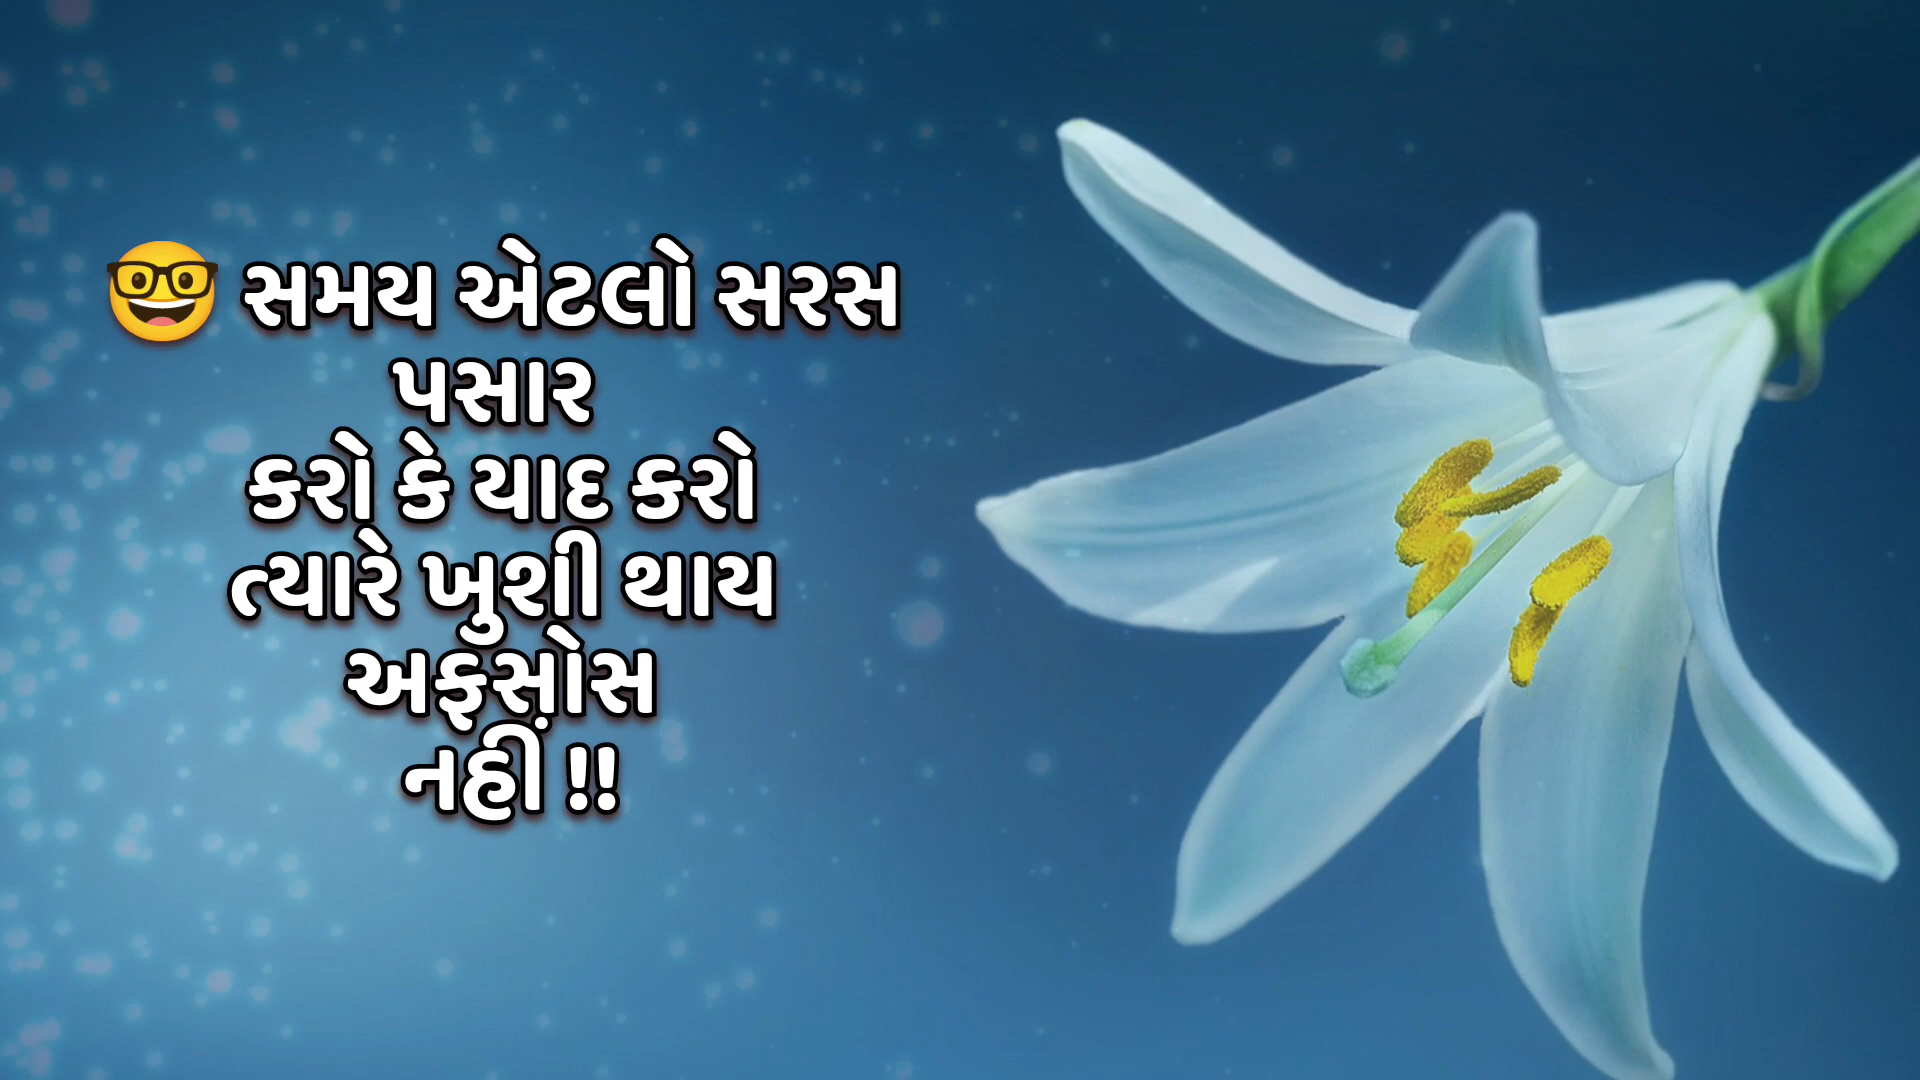 🤓 સમય એટલો સરસ
પસાર
કરો કે યાદ કરો
ત્યારે ખુશી થાય
અફસોસ
નહીં !!